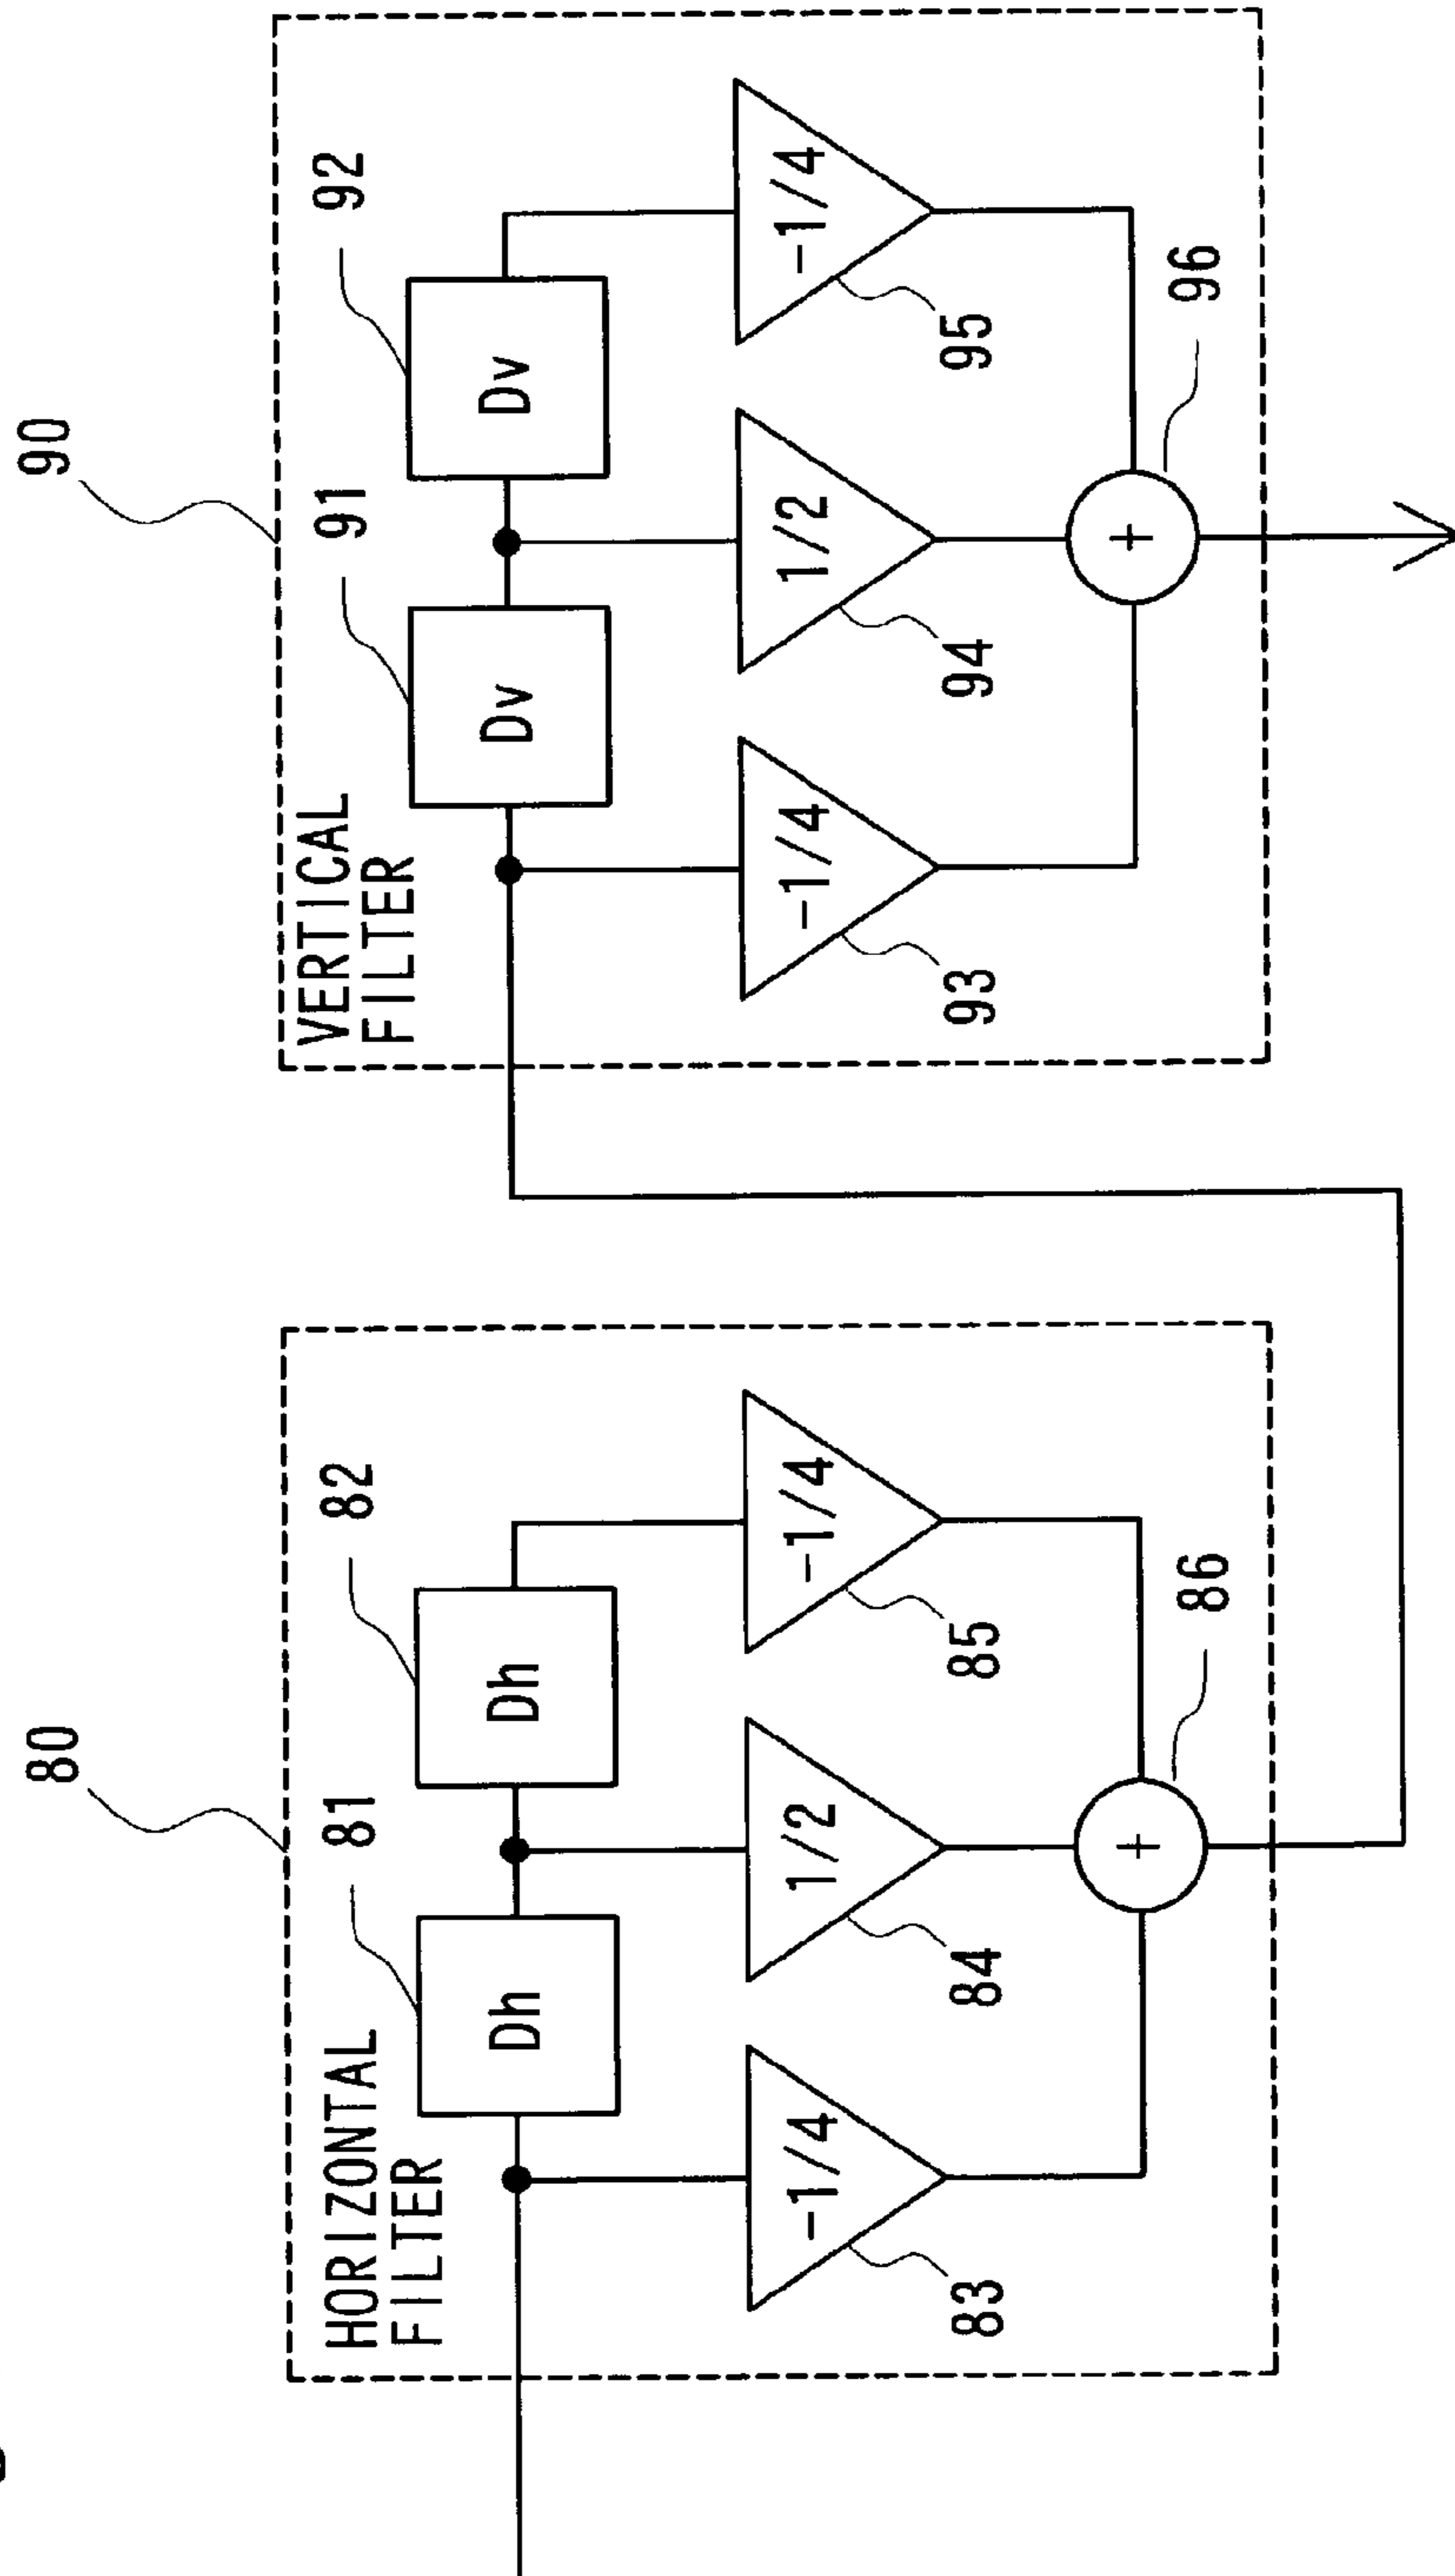 80
HORIZONTAL
FILTER
81
82
Dh
Dh
-1/4
1/2
-1/4
83
84
85
+
86
90
VERTICAL
FILTER
91
92
Dv
Dv
-1/4
1/2
-1/4
93
94
95
+
96